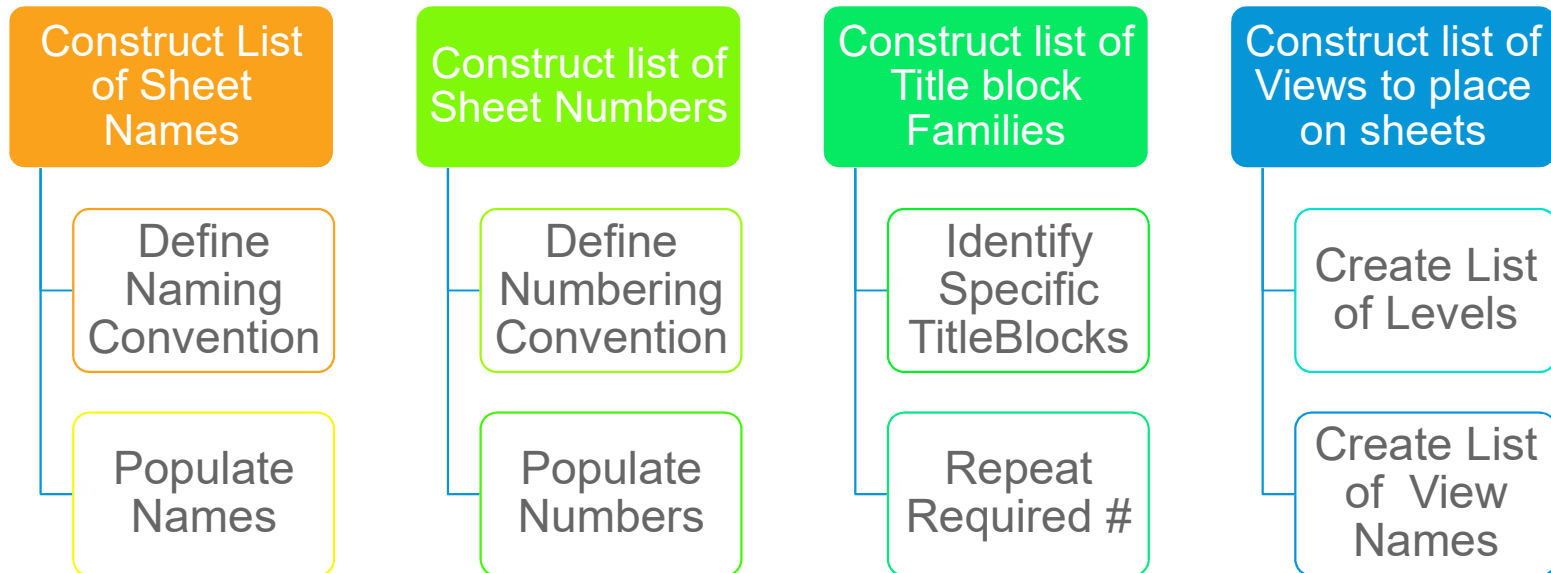 Construct List
of Sheet
Names
Define
Naming
Convention
Populate
Names
Construct list of
Sheet Numbers
Define
Numbering
Convention
Populate
Numbers
Construct list of
Title block
Families
Identify
Specific
TitleBlocks
Repeat
Required #
Construct list of
Views to place
on sheets
Create List
of Levels
Create List
of  View
Names